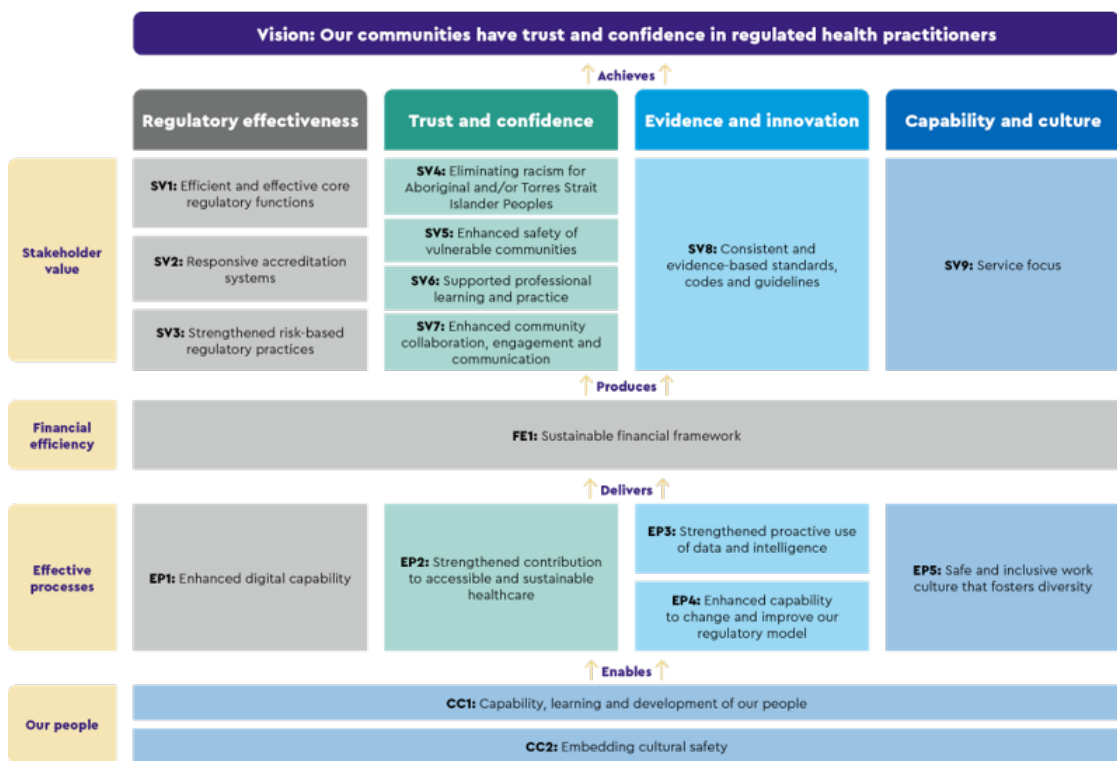 Vision: Our communities have trust and confidence in regulated health practitioners
Achieves
Regulatory effectiveness
Trust and confidence
Evidence and innovation
Capability and culture
Stakeholder
value
SV1: Efficient and effective core
regulatory functions
SV2: Responsive accreditation
systems
SV3: Strengthened risk-based
regulatory practices
SV4: Eliminating racism for
Aboriginal and/or Torres Strait
Islander Peoples
SV5: Enhanced safety of
vulnerable communities
SV6: Supported professional
learning and practice
SV7: Enhanced community
collaboration, engagement and
communication
SV8: Consistent and
evidence-based standards,
codes and guidelines
SV9: Service focus
Produces
Financial
efficiency
FE1: Sustainable financial framework
Delivers
Effective
processes
EP1: Enhanced digital capability
EP2: Strengthened contribution
to accessible and sustainable
healthcare
EP3: Strengthened proactive use
of data and intelligence
EP4: Enhanced capability
to change and improve our
regulatory model
EP5: Safe and inclusive work
culture that fosters diversity
Enables
Our people
CC1: Capability, learning and development of our people
CC2: Embedding cultural safety